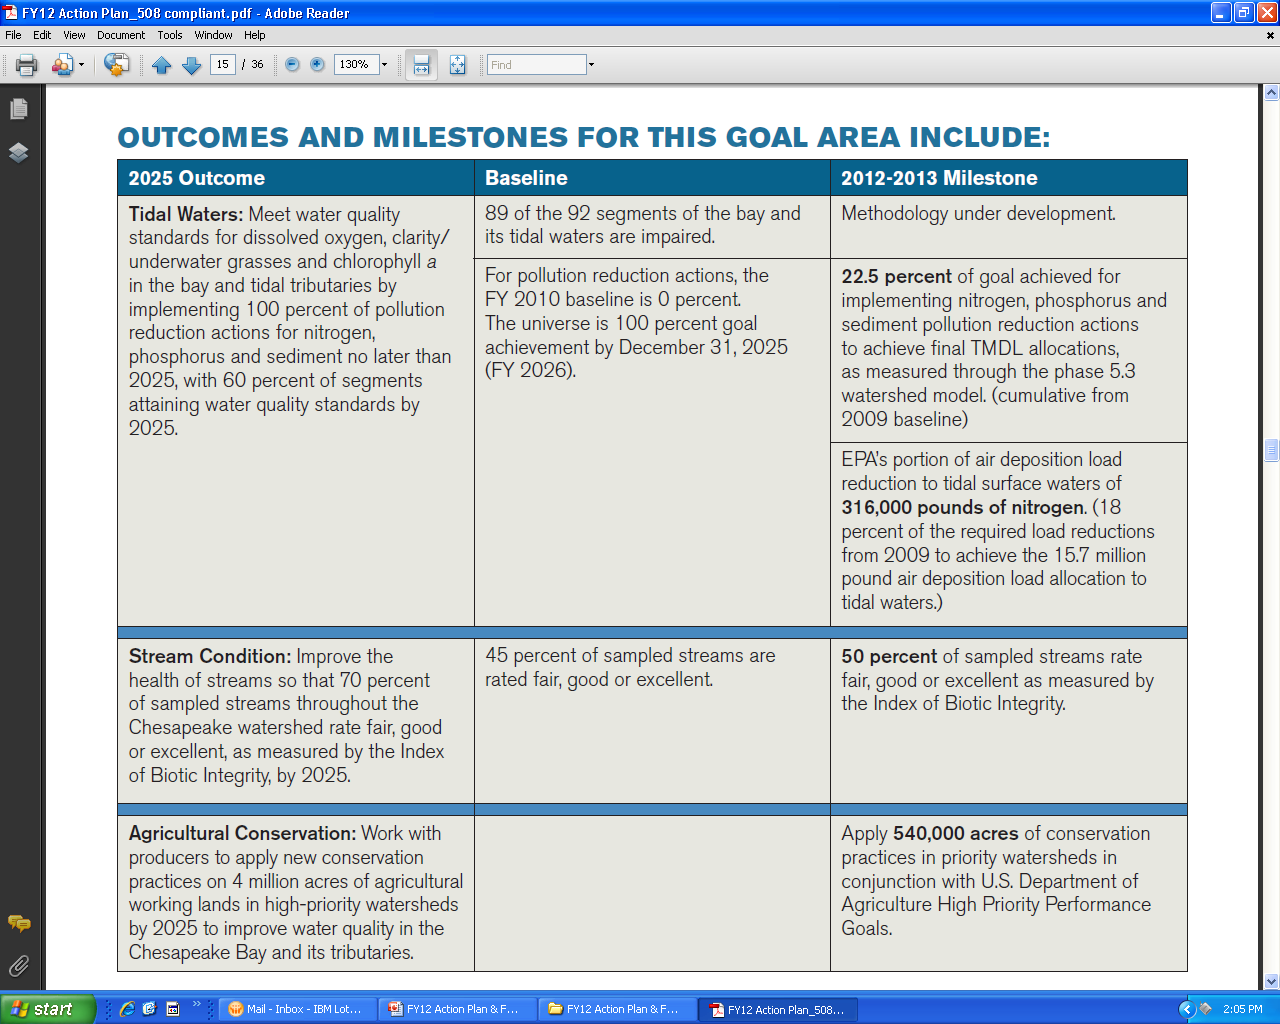 FY12 Action Plan_508 compliant.pdf - Adobe Reader
File Edit View Document Tools Window Help
15 / 36 130% Find
OUTCOMES AND MILESTONES FOR THIS GOAL AREA INCLUDE:
2025 Outcome Baseline 2012-2013 Milestone
Tidal Waters: Meet water quality
standards for dissolved oxygen, clarity/
underwater grasses and chlorophyll a
in the bay and tidal tributaries by
implementing 100 percent of pollution
reduction actions for nitrogen,
phosphorus and sediment no later than
2025, with 60 percent of segments
attaining water quality standards by
2025.
89 of the 92 segments of the bay and
its tidal waters are impaired.
Methodology under development.
For pollution reduction actions, the
FY 2010 baseline is 0 percent.
The universe is 100 percent goal
achievement by December 31, 2025
(FY 2026).
22.5 percent of goal achieved for
implementing nitrogen, phosphorus and
sediment pollution reduction actions
to achieve final TMDL allocations,
as measured through the phase 5.3
watershed model. (cumulative from
2009 baseline)
EPA's portion of air deposition load
reduction to tidal surface waters of
316,000 pounds of nitrogen. (18
percent of the required load reductions
from 2009 to achieve the 15.7 million
pound air deposition load allocation to
tidal waters.)
Stream Condition: Improve the
health of streams so that 70 percent
of sampled streams throughout the
Chesapeake watershed rate fair, good
or excellent, as measured by the Index
of Biotic Integrity, by 2025.
45 percent of sampled streams are
rated fair, good or excellent.
50 percent of sampled streams rate
fair, good or excellent as measured by
the Index of Biotic Integrity.
Agricultural Conservation: Work with
producers to apply new conservation
practices on 4 million acres of agricultural
working lands in high-priority watersheds
by 2025 to improve water quality in the
Chesapeake Bay and its tributaries.
Apply 540,000 acres of conservation
practices in priority watersheds in
conjunction with U.S. Department of
Agriculture High Priority Performance
Goals.
start Mail - Inbox - IBM Lot... FY12 Action Plan & F... FY12 Action Plan & F... FY12 Action Plan_508... 2:05 PM